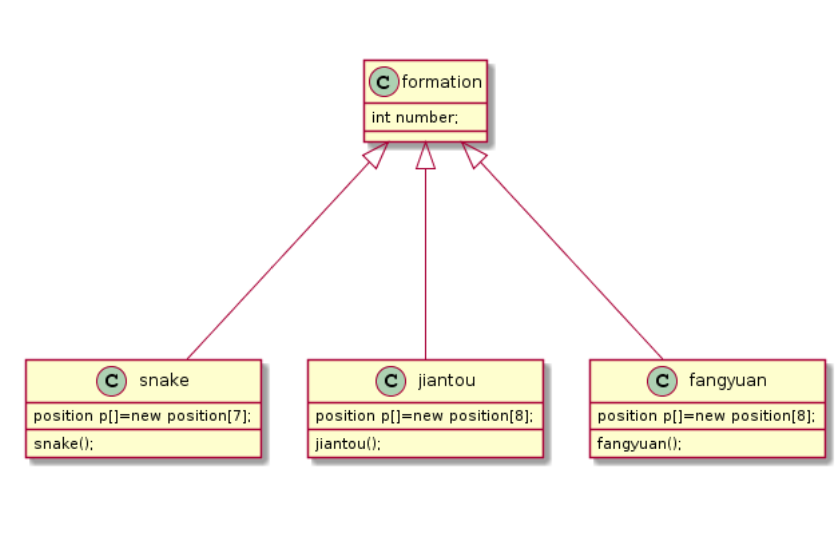 C formation
int number;
C snake
position p[]=new position[7];
snake();
C jiantou
position p[]=new position[8];
jiantou();
C fangyuan
position p[]=new position[8];
fangyuan();